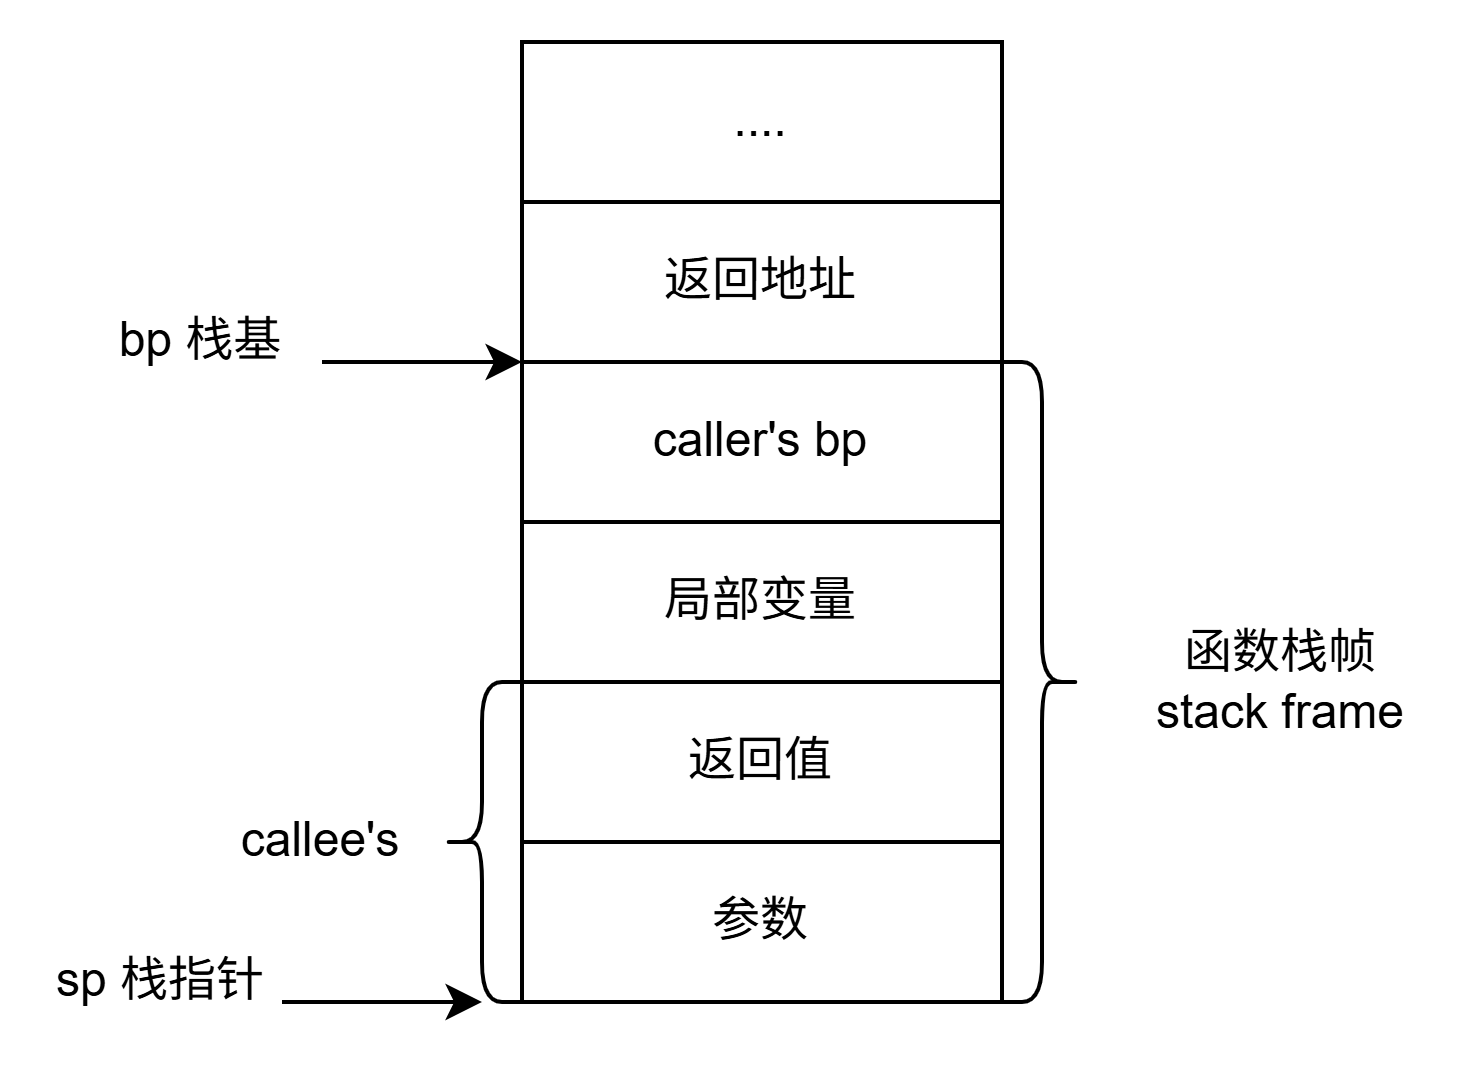 ....
返回地址
bp 栈基
caller's bp
局部变量
函数栈帧
stack frame
返回值
callee's
参数
sp 栈指针